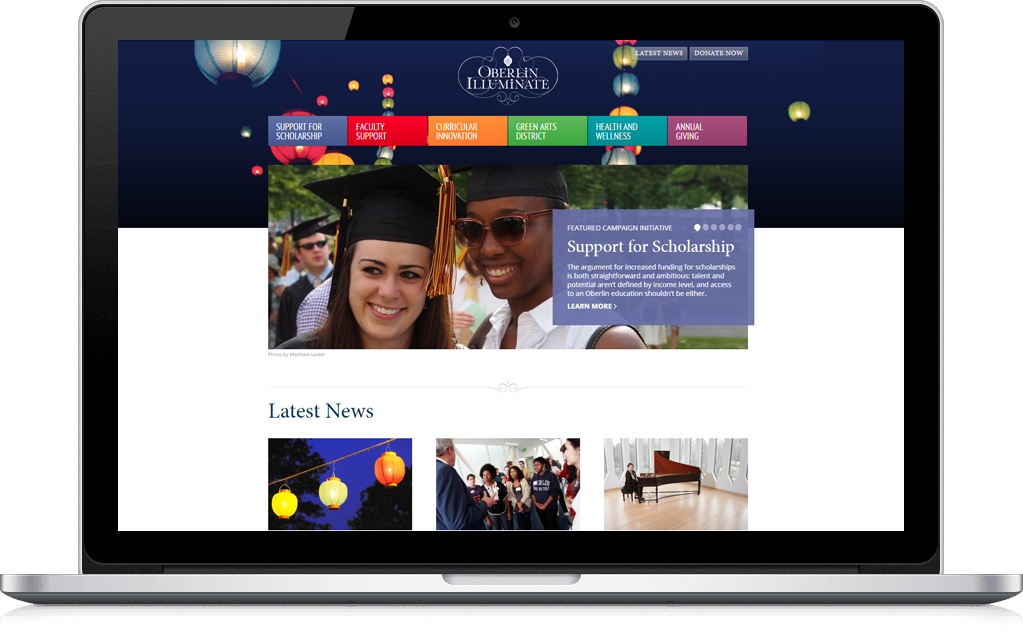 LATEST NEWS
DONATE NOW
OBERLIN
ILLUMINATE
SUPPORT FOR
SCHOLARSHIP
FACULTY
SUPPORT
CURRICULAR
INNOVATION
GREEN ARTS
DISTRICT
HEALTH AND
WELLNESS
ANNUAL
GIVING
FEATURED CAMPAIGN INITIATIVE
Support for Scholarship
The argument for increased funding for scholarships
is both straightforward and ambitious: talent and
potential aren't defined by income level, and access
to an Oberlin education shouldn't be either.
LEARN MORE >
Photo by Matthew Lester
Latest News